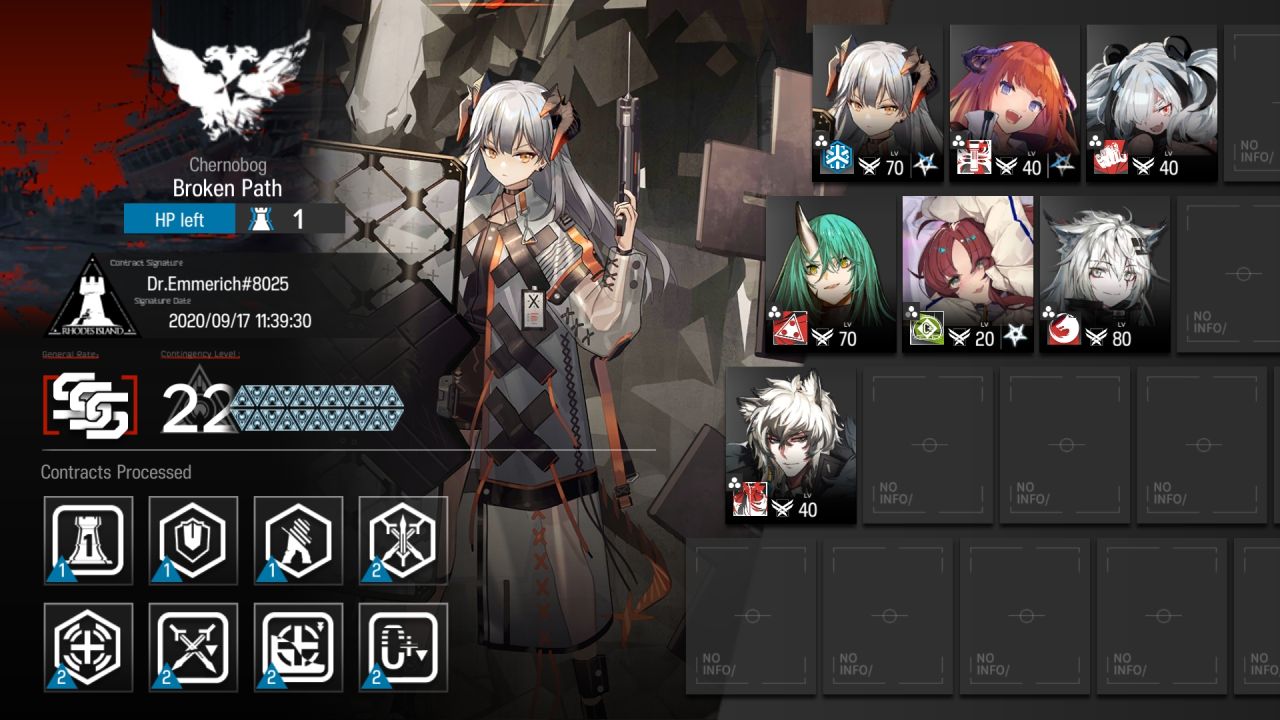 Chernobog
Broken Path
HP left 1
Contract Signature
Dr.Emmerich#8025
Signature Date
2020/09/17 11:39:30
RHODES ISLAND
General Rate:
Contingency Level:
22
Contracts Processed
1
1
1
1
2
2
2
2
2
LV
70
LV
40
LV
40
NO
INFO/
LV
70
LV
20
LV
80
NO
INFO/
LV
40
NO
INFO/
NO
INFO/
NO
INFO/
NO
INFO/
NO
INFO/
NO
INFO/
NO
INFO/
NO
INFO/